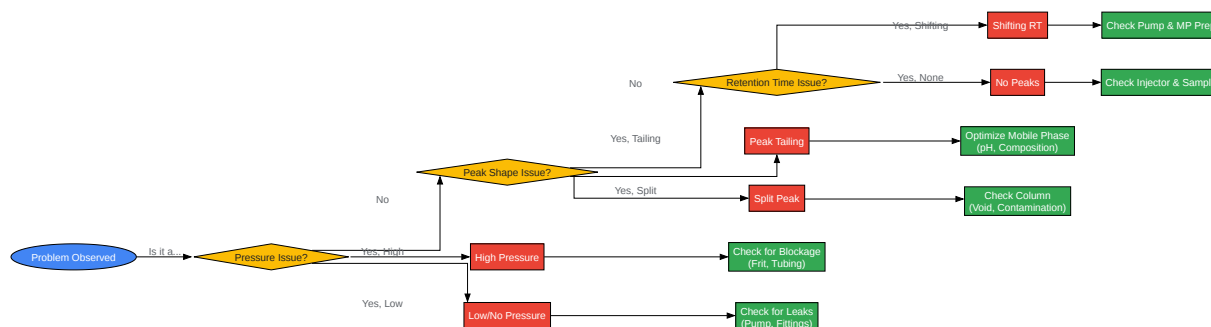 Yes, Shifting
Shifting RT
Check Pump & MP Prep
No
Retention Time Issue?
Yes, None
No Peaks
Check Injector & Sampl
Yes, Tailing
Peak Tailing
Optimize Mobile Phase
(pH, Composition)
Peak Shape Issue?
Yes, Split
Split Peak
Check Column
(Void, Contamination)
No
Problem Observed
Is it a...
Pressure Issue?
Yes, High
High Pressure
Check for Blockage
(Frit, Tubing)
Yes, Low
Low/No Pressure
Check for Leaks
(Pump, Fittings)